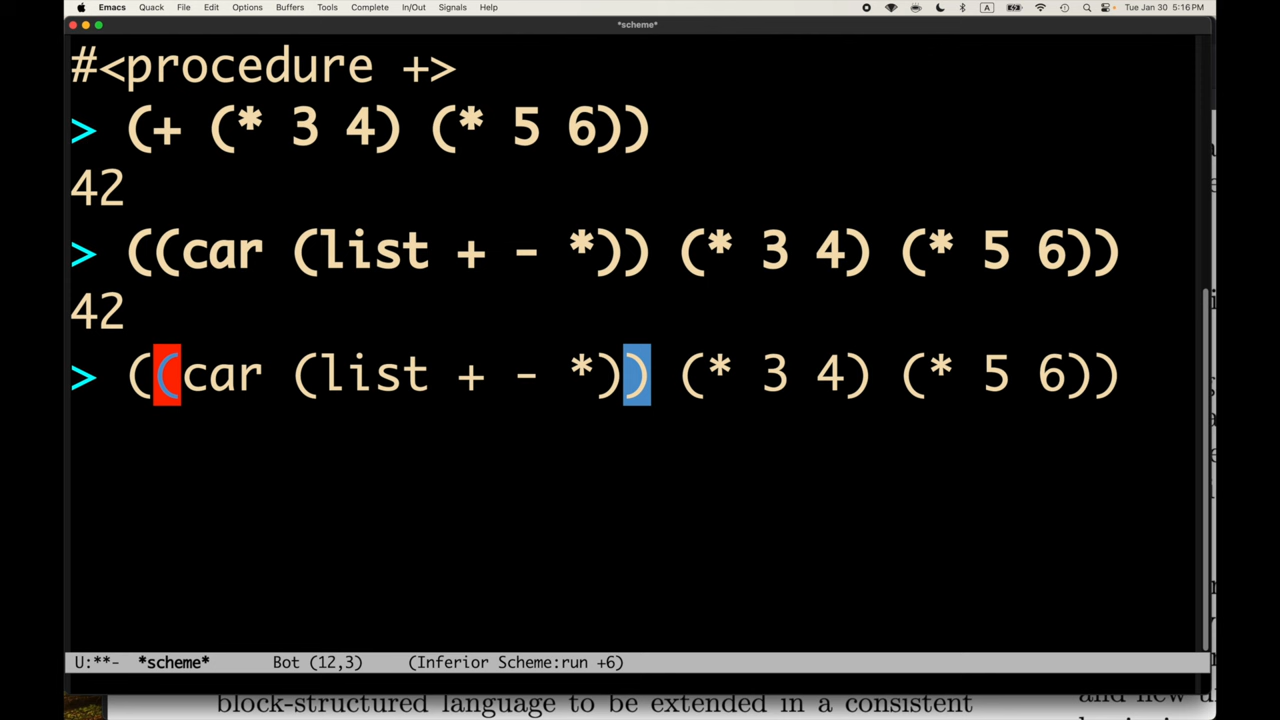 Emacs Quack File Edit Options Buffers Tools Complete In/Out Signals Help A Tue Jan 30 5:16 PM
*scheme*
#<procedure +>
> (+ (* 3 4) (* 5 6))
42
> ((car (list + - *)) (* 3 4) (* 5 6))
42
> ((car (list + - *)) (* 3 4) (* 5 6))
U:**- *scheme* Bot (12,3) (Inferior Scheme:run +6)
block-structured language to be extended in a consistent
and new